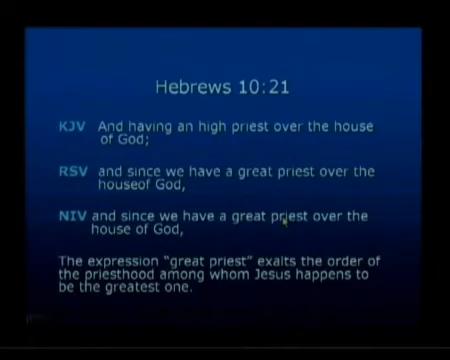 Hebrews 10:21
KJV And having an high priest over the house
of God;
RSV and since we have a great priest over the
houseof God,
NIV and since we have a great priest over the
house of God,
The expression "great priest" exalts the order of
the priesthood among whom Jesus happens to
be the greatest one.